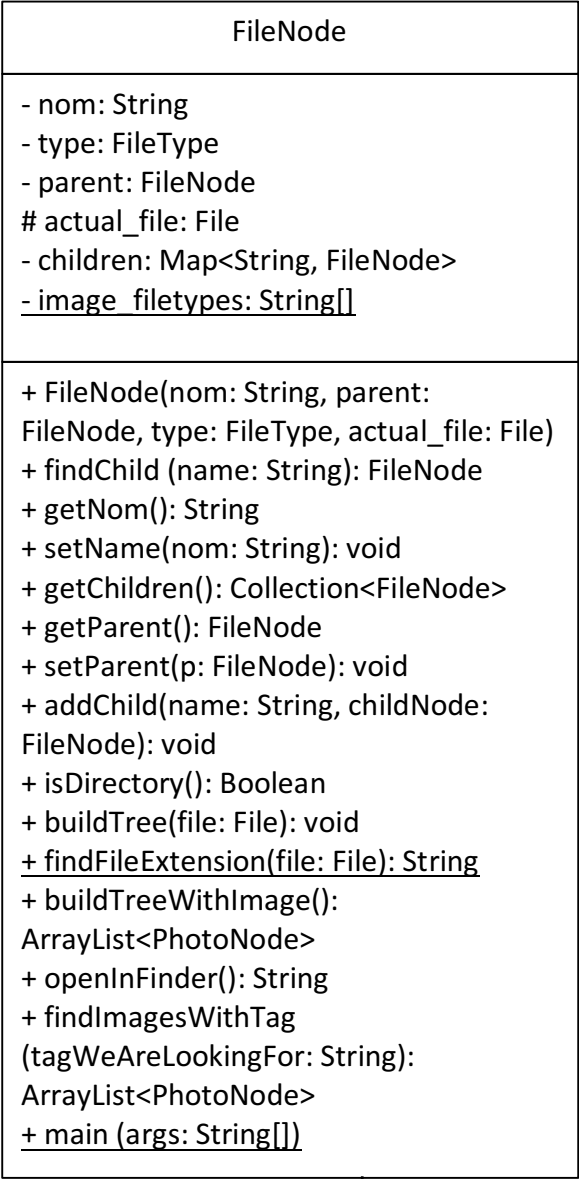 FileNode
- nom: String
- type: FileType
- parent: FileNode
# actual_file: File
- children: Map<String, FileNode>
- image_filetypes: String[]
+ FileNode(nom: String, parent:
FileNode, type: FileType, actual_file: File)
+ findChild (name: String): FileNode
+ getNom(): String
+ setName(nom: String): void
+ getChildren(): Collection<FileNode>
+ getParent(): FileNode
+ setParent(p: FileNode): void
+ addChild(name: String, childNode:
FileNode): void
+ isDirectory(): Boolean
+ buildTree(file: File): void
+ findFileExtension(file: File): String
+ buildTreeWithImage():
ArrayList<PhotoNode>
+ openInFinder(): String
+ findImagesWithTag
(tagWeAreLookingFor: String):
ArrayList<PhotoNode>
+ main (args: String[])